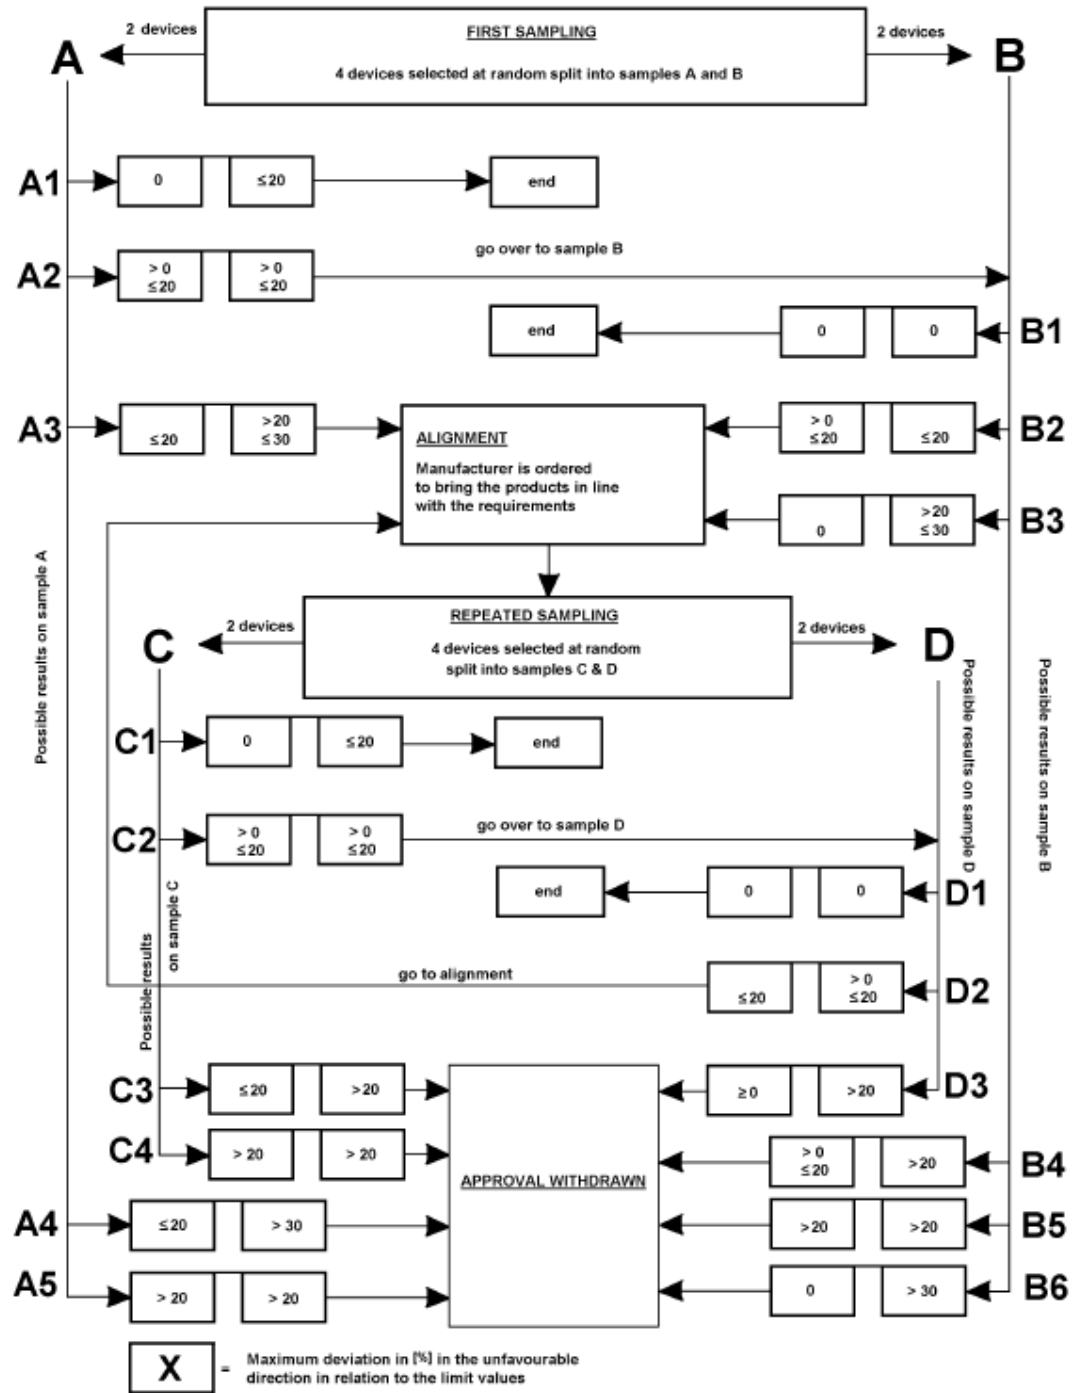 FIRST SAMPLING
2 devices
2 devices
A
B
4 devices selected at random split into samples A and B
A1
0
≤20
end
go over to sample B
A2
> 0
≤20
> 0
≤20
end
0
0
B1
A3
≤20
>20
≤30
ALIGNMENT
Manufacturer is ordered
to bring the products in line
with the requirements
> 0
≤20
≤20
B2
0
>20
≤30
B3
Possible results on sample A
REPEATED SAMPLING
2 devices
2 devices
C
D
4 devices selected at random
split into samples C & D
Possible results on sample D
Possible results on sample B
C1
0
≤20
end
C2
> 0
≤20
> 0
≤20
go over to sample D
end
0
0
D1
Possible results
on sample C
go to alignment
≤20
> 0
≤20
D2
C3
≤20
>20
≥0
>20
D3
C4
> 20
> 20
APPROVAL WITHDRAWN
> 0
≤20
>20
B4
A4
≤20
> 30
>20
>20
B5
A5
> 20
> 20
0
> 30
B6
X
=
Maximum deviation in [%] in the unfavourable
direction in relation to the limit values